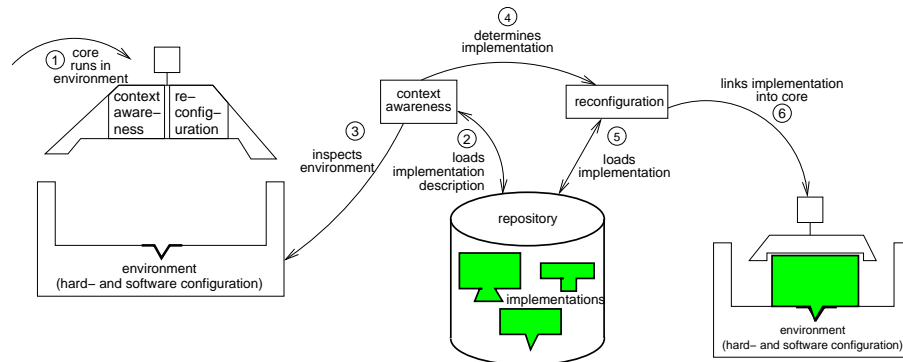 1
core
runs in
environment
context
aware−
ness
re−
config−
uration
environment
(hard− and software configuration)
3
inspects
environment
context
awareness
4
determines
implementation
2
loads
implementation
description
reconfiguration
5
loads
implementation
repository
implementations
links implementation
into core
6
environment
(hard− and software configuration)